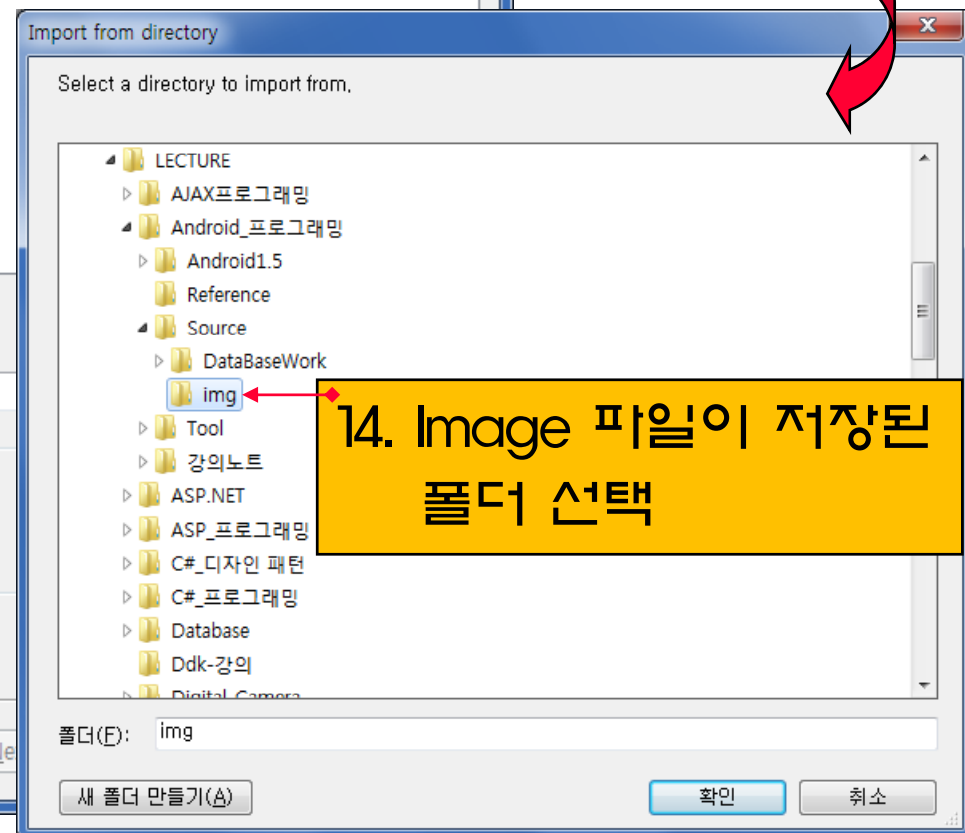 Import from directory
Select a directory to import from,
LECTURE
AJAX프로그래밍
Android_프로그래밍
Android1.5
Reference
Source
DataBaseWork
img
14. Image 파일이 저장된
폴더 선택
Tool
강의노트
ASP.NET
ASP_프로그래밍
C#_디자인 패턴
C#_프로그래밍
Database
Ddk-강의
Digital Camera
폴더(F): img
새 폴더 만들기(A) 확인 취소